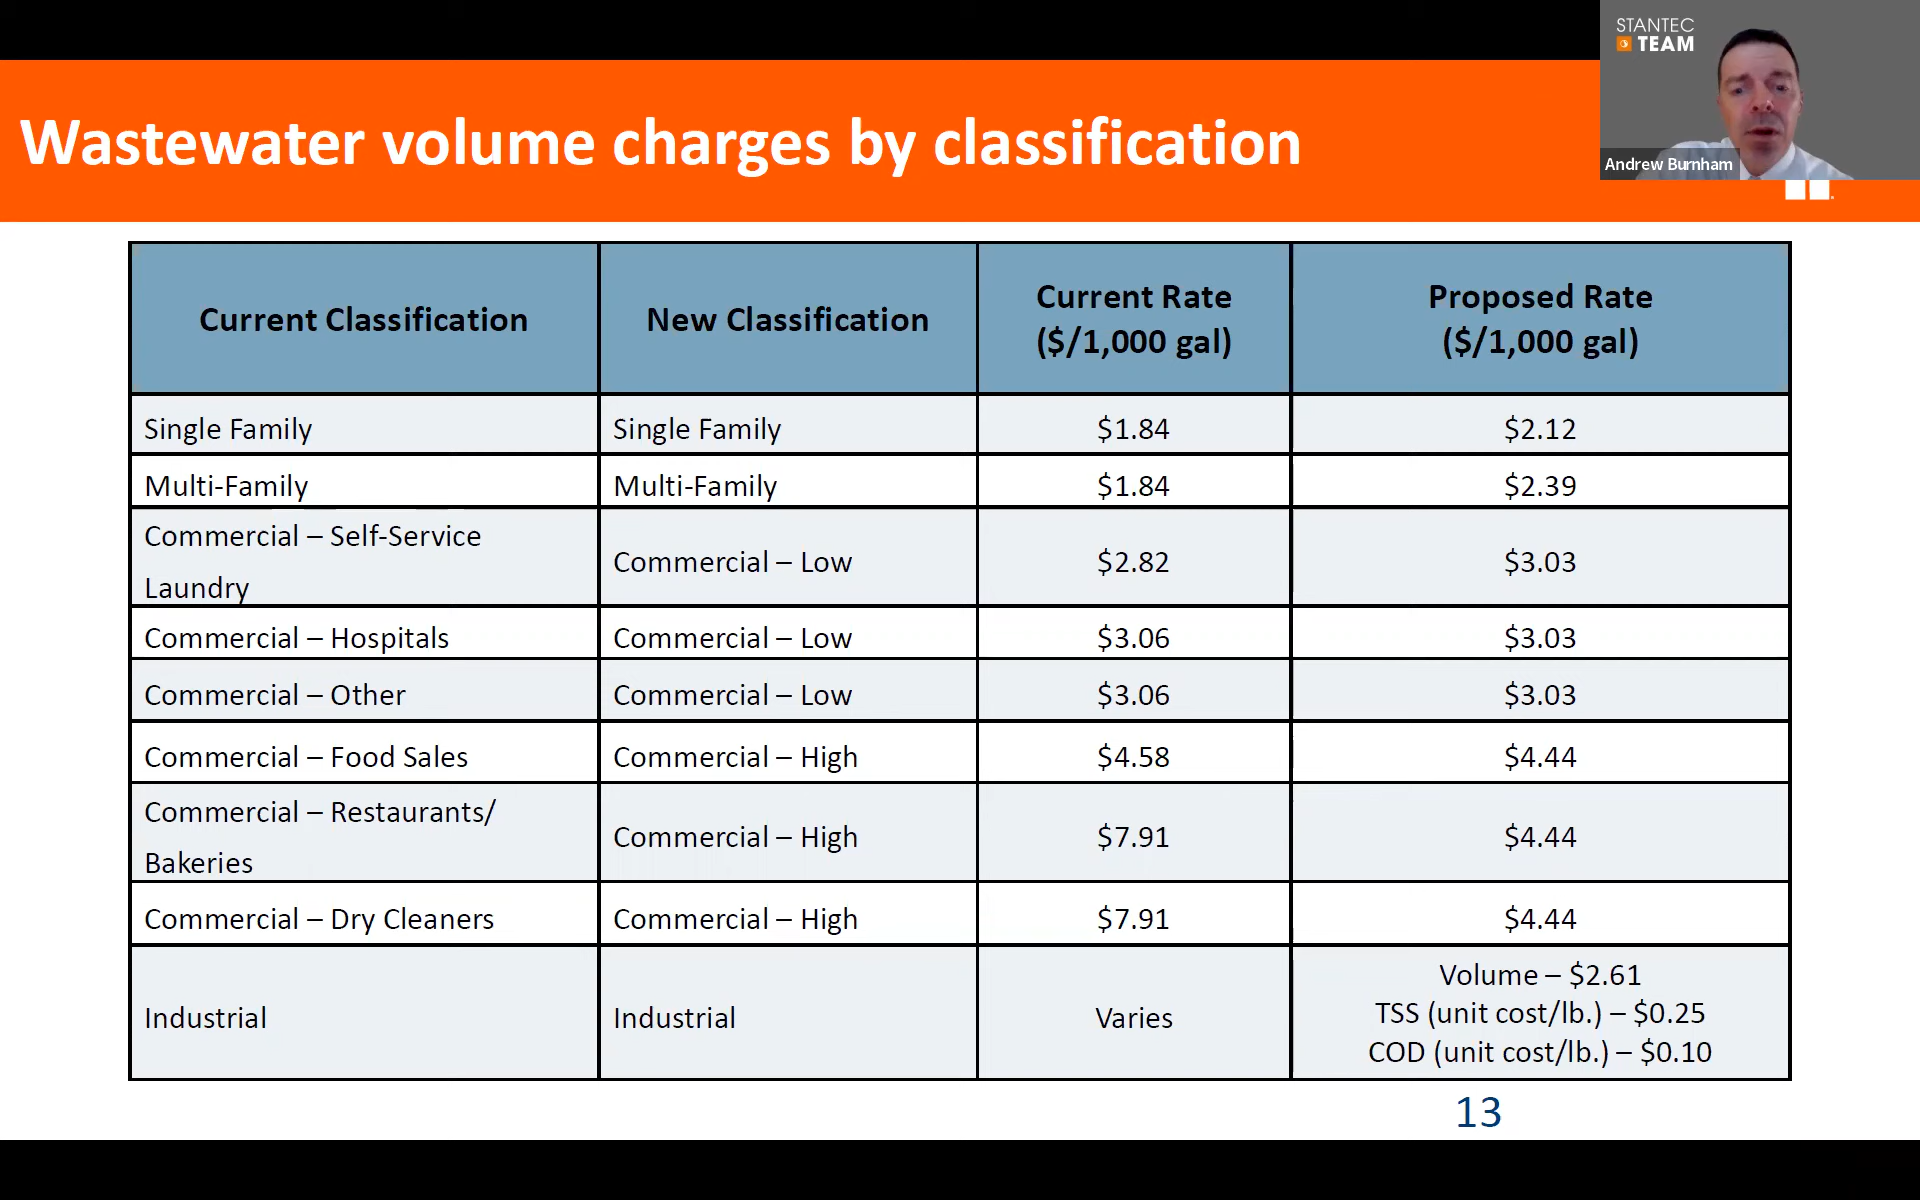 STANTEC
TEAM
Andrew Burnham
Wastewater volume charges by classification
Current Classification
New Classification
Current Rate
($/1,000 gal)
Proposed Rate
($/1,000 gal)
Single Family
Single Family
$1.84
$2.12
Multi-Family
Multi-Family
$1.84
$2.39
Commercial – Self-Service
Laundry
Commercial – Low
$2.82
$3.03
Commercial – Hospitals
Commercial – Low
$3.06
$3.03
Commercial – Other
Commercial – Low
$3.06
$3.03
Commercial – Food Sales
Commercial – High
$4.58
$4.44
Commercial – Restaurants/
Bakeries
Commercial – High
$7.91
$4.44
Commercial – Dry Cleaners
Commercial – High
$7.91
$4.44
Industrial
Industrial
Varies
Volume – $2.61
TSS (unit cost/lb.) – $0.25
COD (unit cost/lb.) – $0.10
13